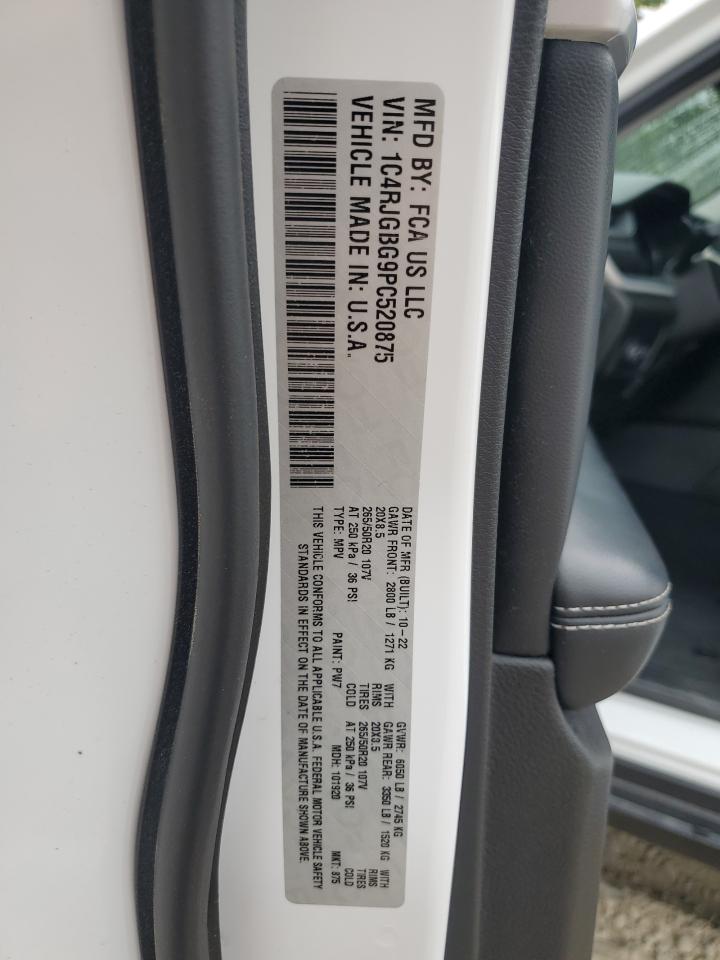 MFD BY: FCA US LLC
VIN: 1C4RJGBG9PC520875
VEHICLE MADE IN: U.S.A.
DATE OF MFR (BUILT): 10-22 GVWR: 6050 LB / 2745 KG
GAWR FRONT: 2800 LB / 1271 KG WITH GAWR REAR: 3350 LB / 1520 KG WITH
20X8.5 RIMS 20X8.5 RIMS
265/50R20 107V TIRES 265/50R20 107V TIRES
AT 250 kPa / 36 PSI COLD AT 250 kPa / 36 PSI COLD
TYPE: MPV PAINT: PW7 MDH: 101920 MKT: 875
THIS VEHICLE CONFORMS TO ALL APPLICABLE U.S.A. FEDERAL MOTOR VEHICLE SAFETY
STANDARDS IN EFFECT ON THE DATE OF MANUFACTURE SHOWN ABOVE.